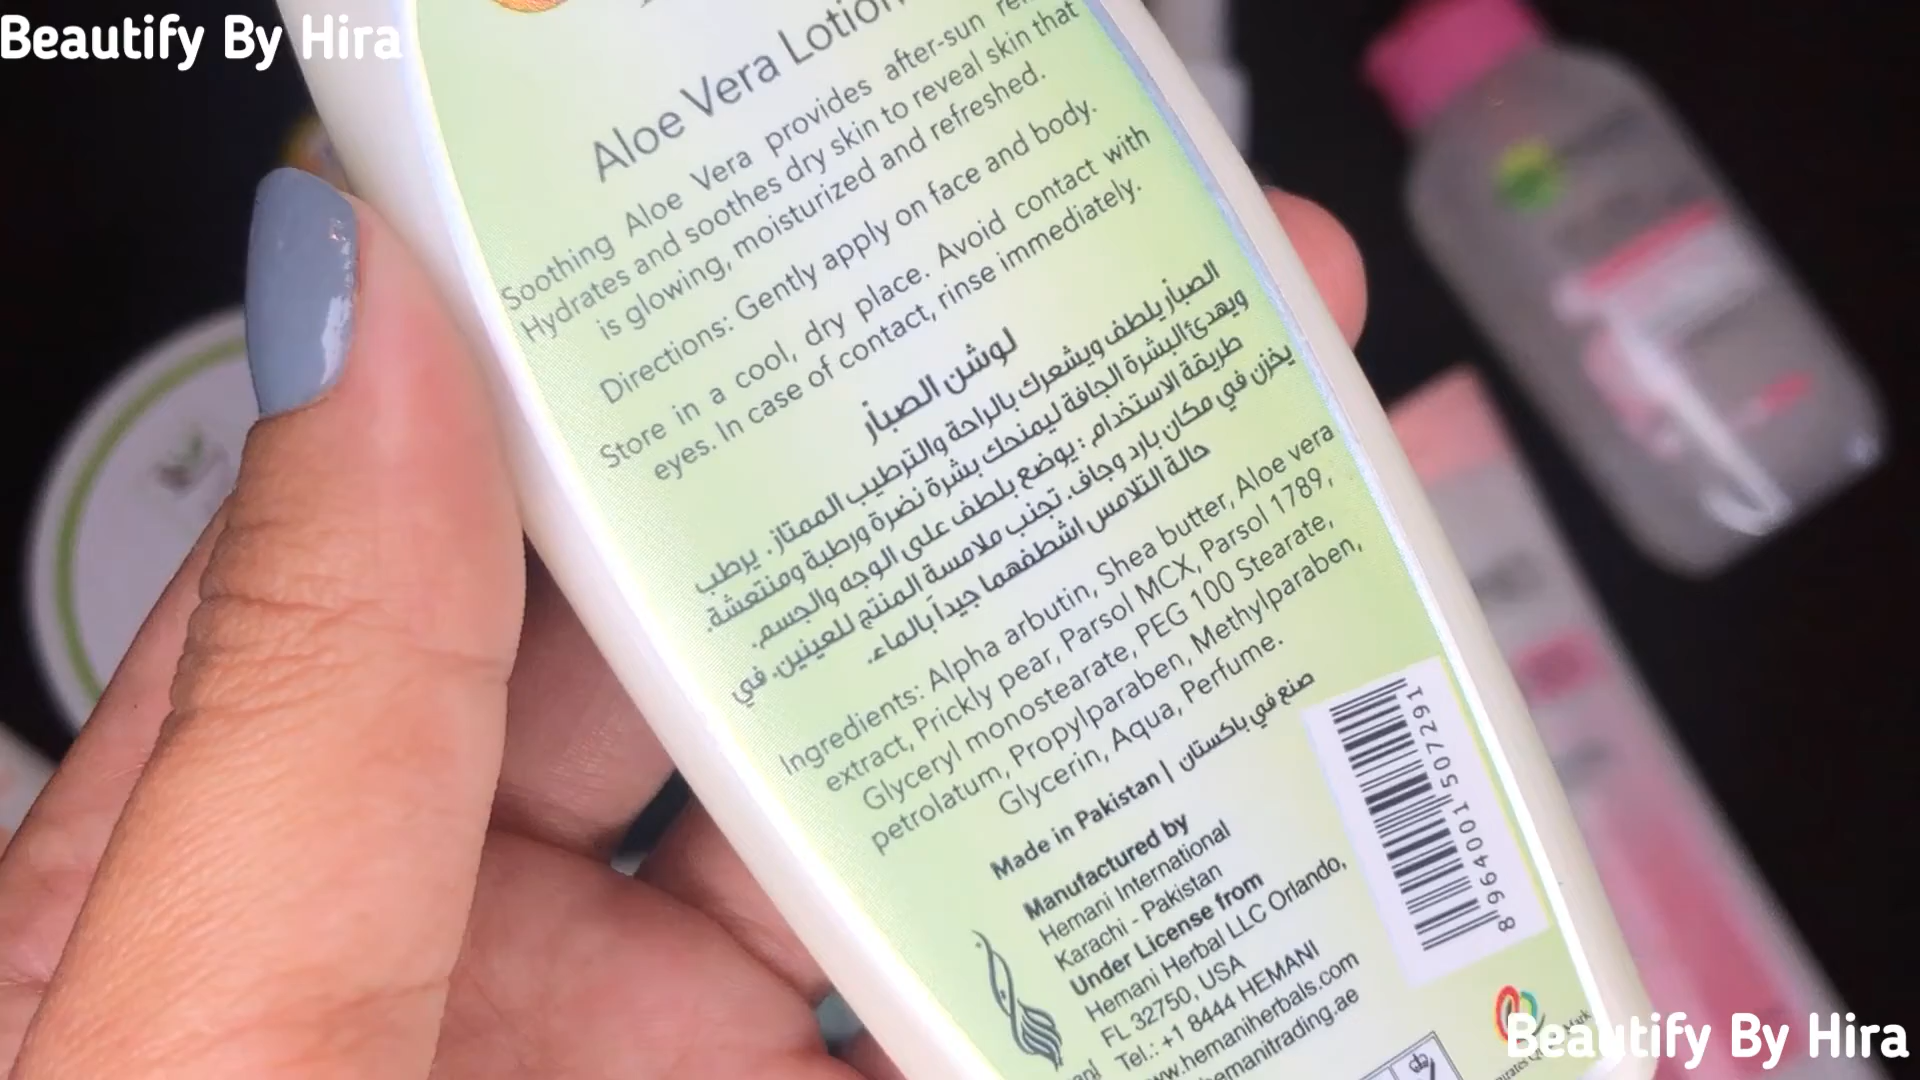 Beautify By Hira
Aloe Vera Lotion
Soothing Aloe Vera provides after-sun
Hydrates and soothes dry skin to reveal skin that
is glowing, moisturized and refreshed.
Directions: Gently apply on face and body.
Store in a cool, dry place. Avoid contact with
eyes. In case of contact, rinse immediately.
لوشن الصبار
الصبار يلطف ويشعرك بالراحة والترطيب الممتاز. يرطب
ويهدئ البشرة الجافة ليمنحك بشرة نضرة ورطبة ومنتعشة.
طريقة الاستخدام : يوضع بلطف على الوجه والجسم.
يخزن في مكان بارد وجاف. تجنب ملامسة المنتج للعينين. في
حالة التلامس اشطفهما جيداً بالماء.
Ingredients: Alpha arbutin, Shea butter, Aloe vera
extract, Prickly pear, Parsol MCX, Parsol 1789,
Glyceryl monostearate, PEG 100 Stearate,
petrolatum, Propylparaben, Methylparaben,
Glycerin, Aqua, Perfume.
Made in Pakistan | صنع في باكستان
Manufactured by
Hemani International
Karachi - Pakistan
Under License from
Hemani Herbal LLC Orlando,
FL 32750, USA
Tel.: +1 8444 HEMANI
www.hemaniherbals.com
hemanitrading.ae
8 964001 507291
Beautify By Hira